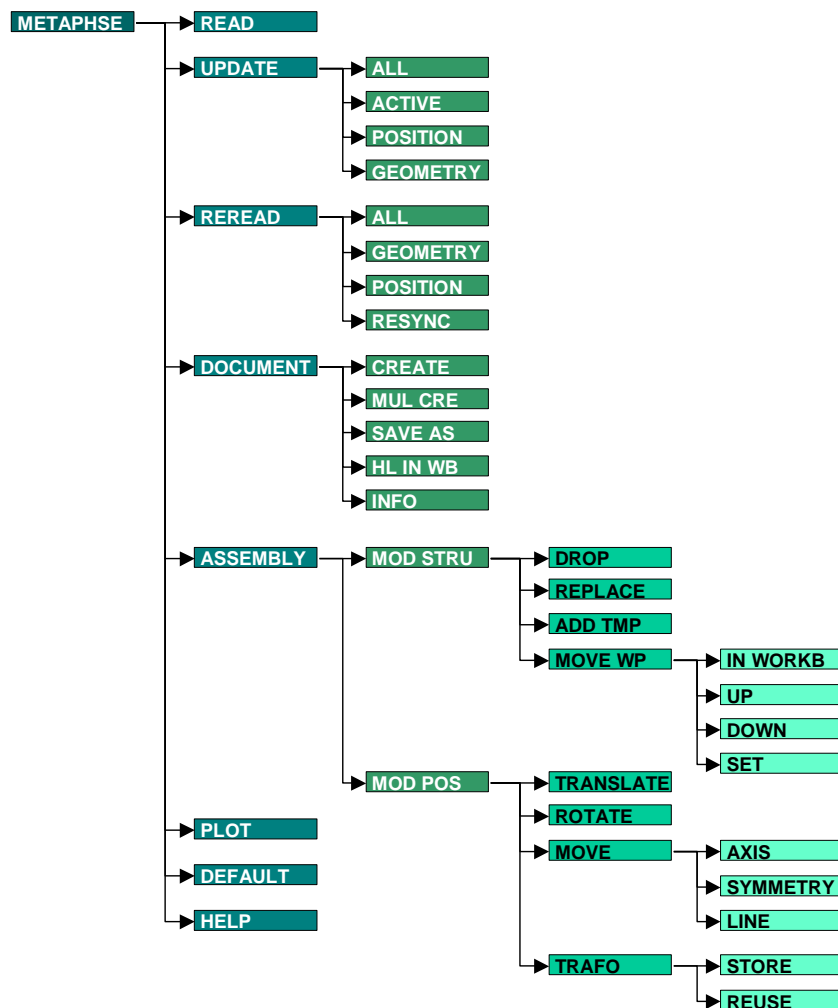 METAPHSE
READ
UPDATE
ALL
ACTIVE
POSITION
GEOMETRY
REREAD
ALL
GEOMETRY
POSITION
RESYNC
DOCUMENT
CREATE
MUL CRE
SAVE AS
HL IN WB
INFO
ASSEMBLY
MOD STRU
DROP
REPLACE
ADD TMP
MOVE WP
IN WORKB
UP
DOWN
SET
MOD POS
TRANSLATE
ROTATE
MOVE
AXIS
SYMMETRY
LINE
TRAFO
STORE
REUSE
PLOT
DEFAULT
HELP